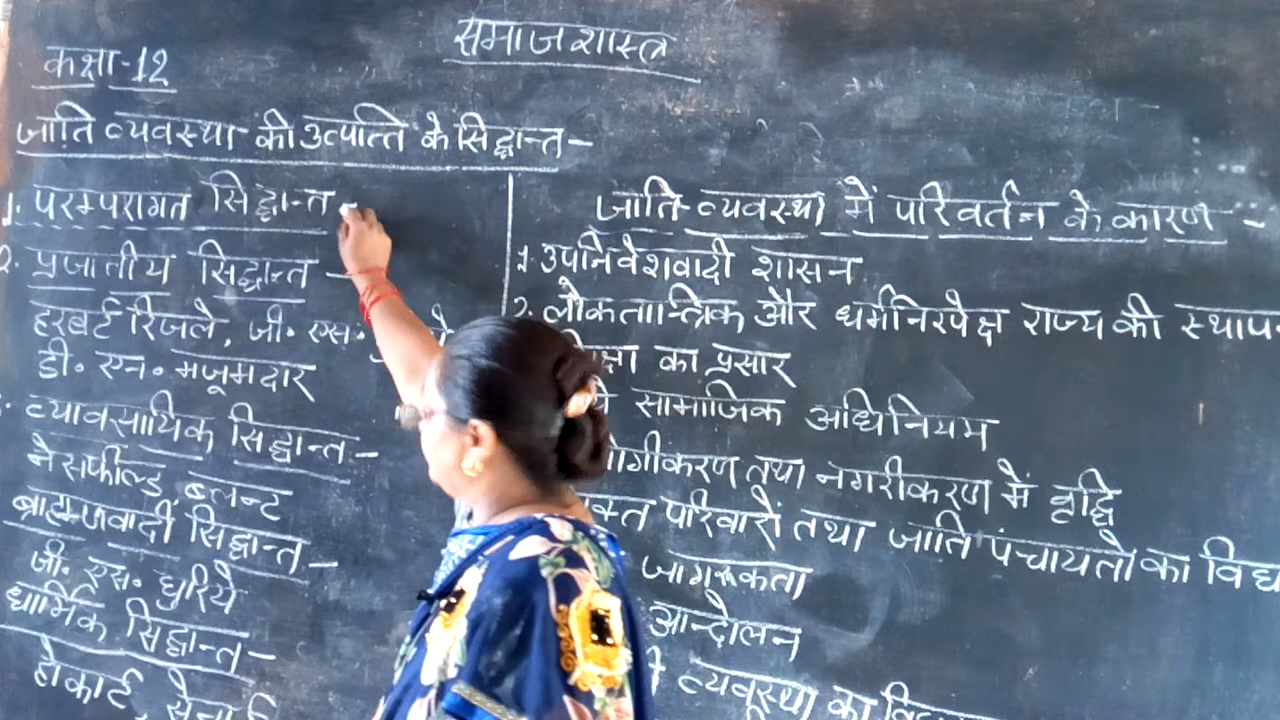 समाजशास्त्र
कक्षा-12
जाति व्यवस्था की उत्पत्ति के सिद्धान्त-
1. परम्परागत सिद्धान्त -
2. प्रजातीय सिद्धान्त -
हरबर्ट रिजले, जी. एस.
डी. एन. मजूमदार
व्यावसायिक सिद्धान्त -
नेसफील्ड, ब्लन्ट
ब्राह्मणवादी सिद्धान्त -
जी. एस. घुरिये
धार्मिक सिद्धान्त -
होकार्ट,
जाति-व्यवस्था में परिवर्तन के कारण -
1. उपनिवेशवादी शासन
2. लोकतान्त्रिक और धर्मनिरपेक्ष राज्य की
का प्रसार
सामाजिक अधिनियम
तथा नगरीकरण में वृद्धि
परिवारों तथा जाति पंचायतों का
जागरूकता
आन्दोलन
व्यवस्था का